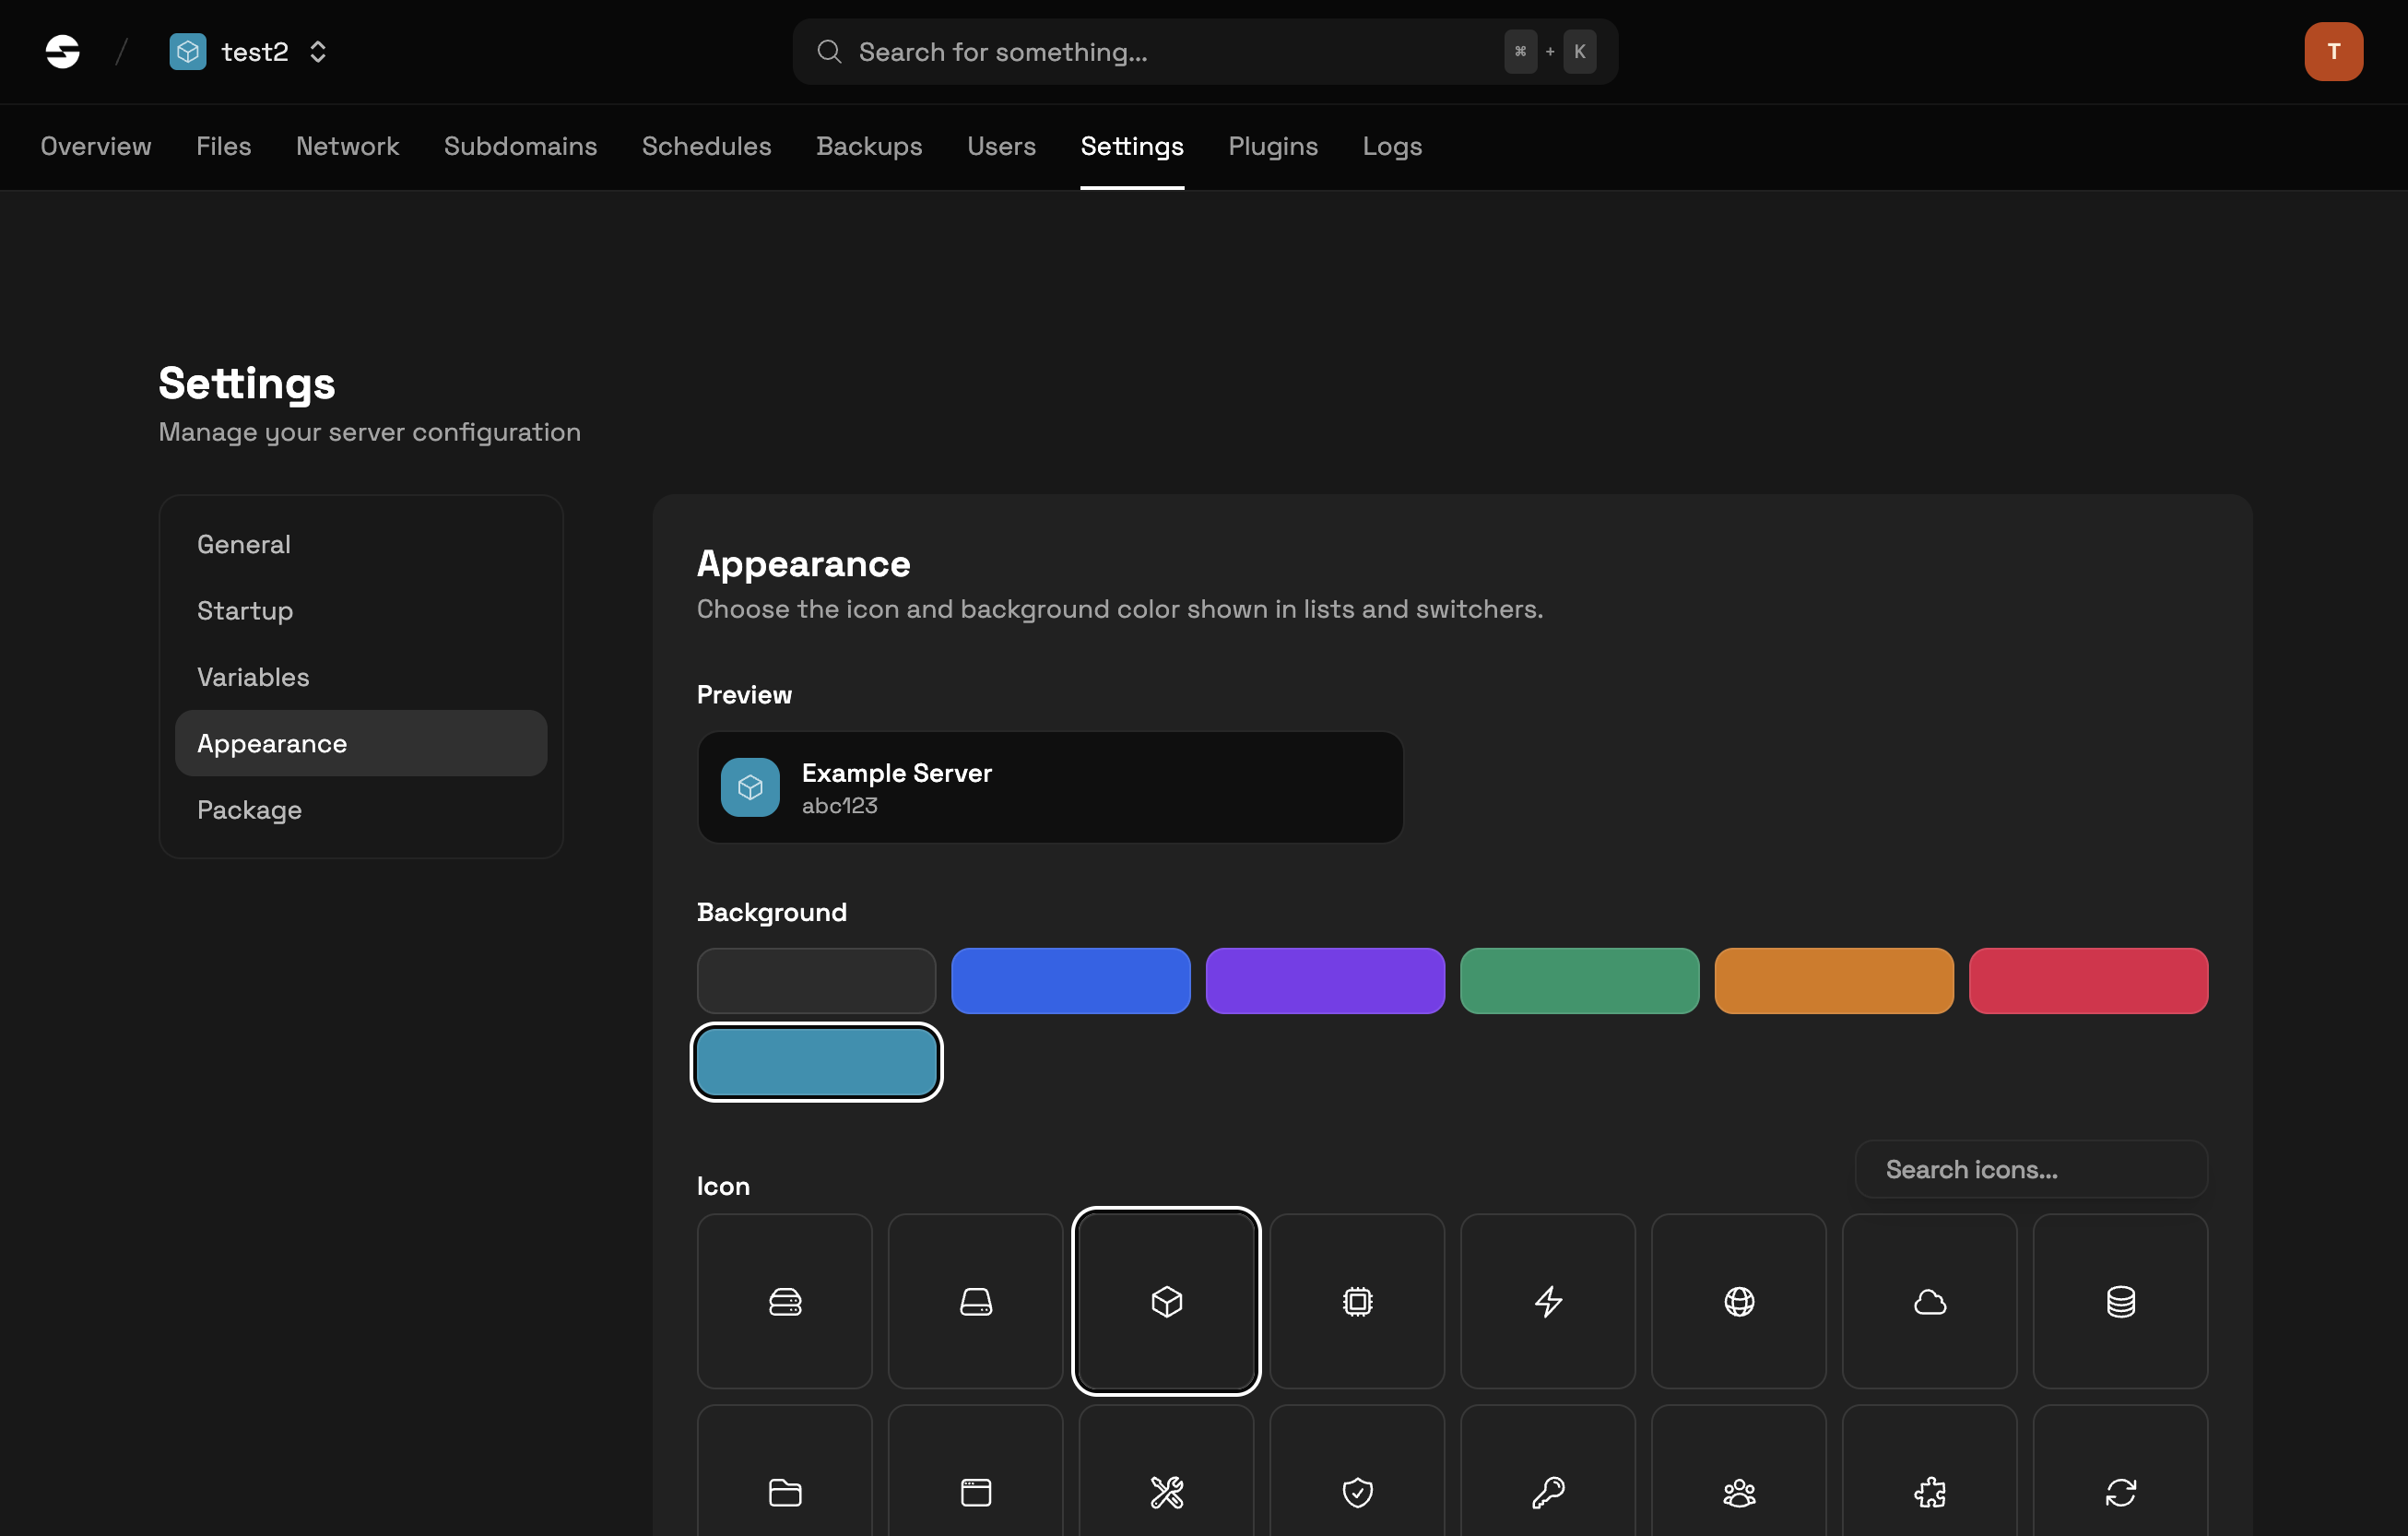 test2
Search for something...
⌘ + K
T
Overview Files Network Subdomains Schedules Backups Users Settings Plugins Logs
Settings
Manage your server configuration
General
Startup
Variables
Appearance
Package
Appearance
Choose the icon and background color shown in lists and switchers.
Preview
Example Server
abc123
Background
Icon
Search icons...